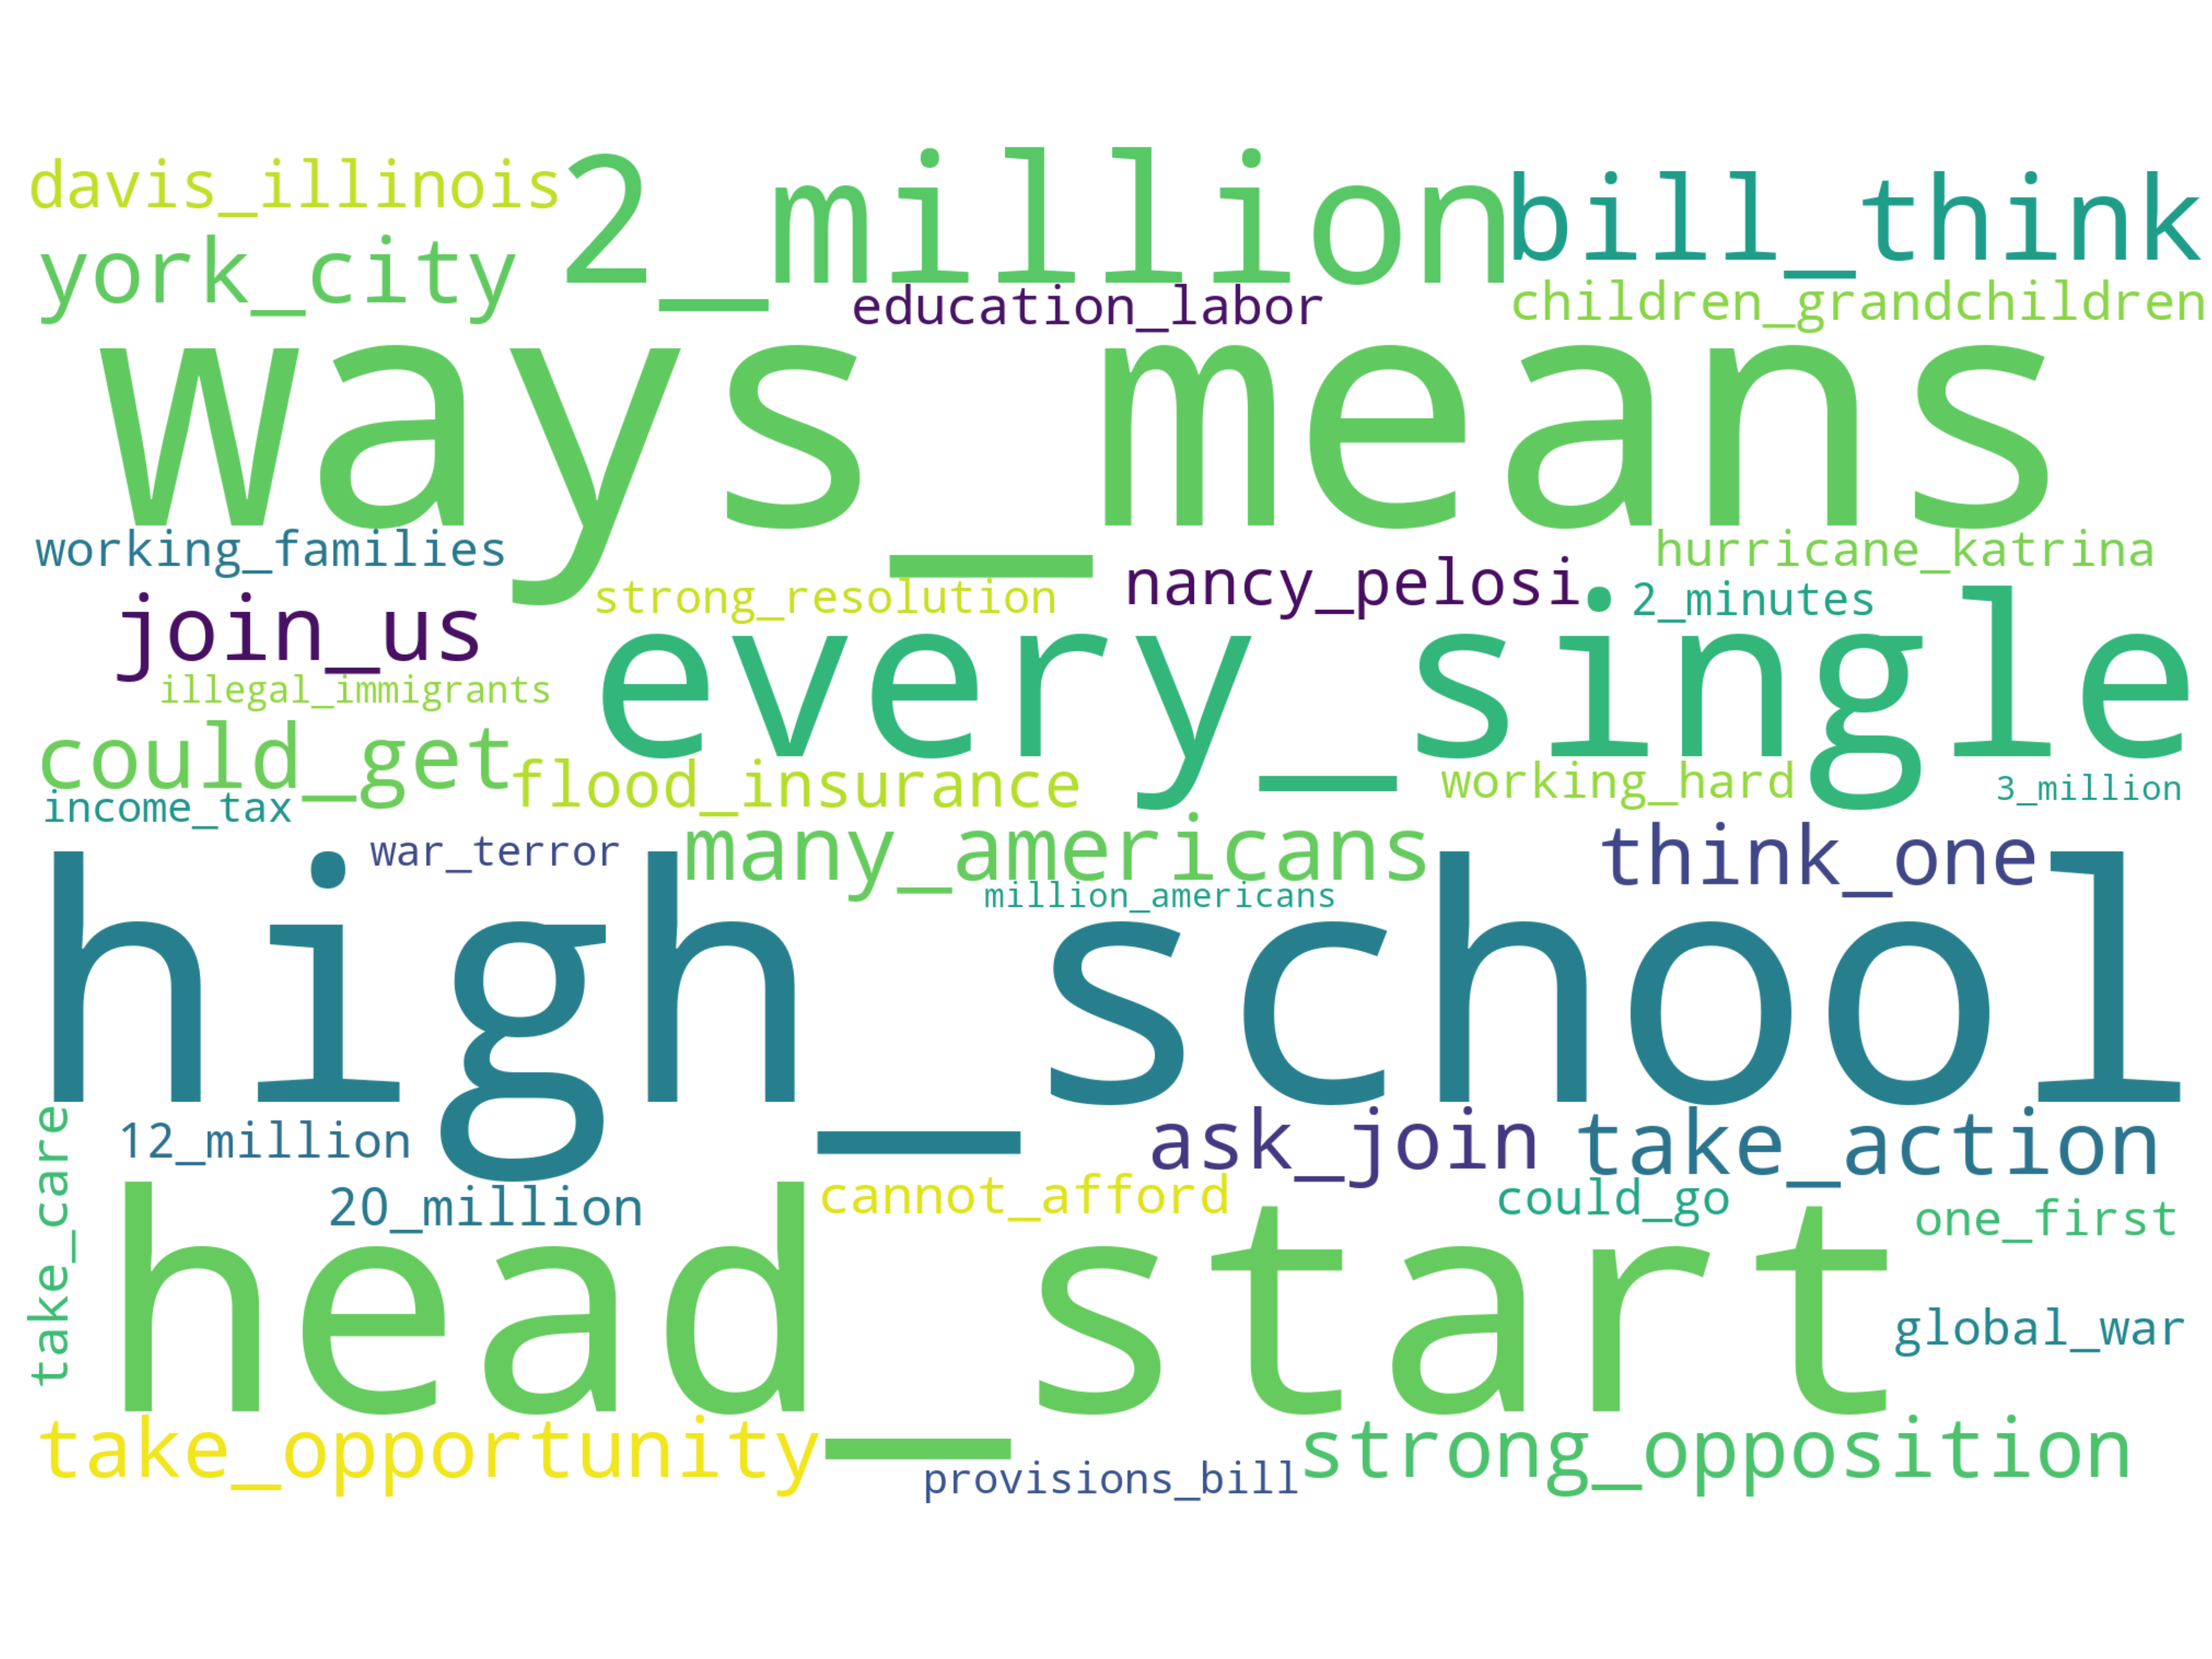 davis_illinois
2_million
bill_think
york_city
education_labor
children_grandchildren
ways_means
working_families
hurricane_katrina
strong_resolution
nancy_pelosi
2_minutes
join_us
every_single
illegal_immigrants
could_get
flood_insurance
working_hard
3_million
income_tax
war_terror
many_americans
think_one
million_americans
high_school
take_care
12_million
ask_join
take_action
20_million
cannot_afford
could_go
one_first
head_start
global_war
take_opportunity
strong_opposition
provisions_bill